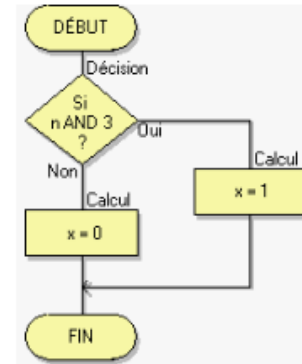 DÉBUT
Décision
Si
n AND 3
?
Oui
Non
Calcul
x = 0
Calcul
x = 1
FIN